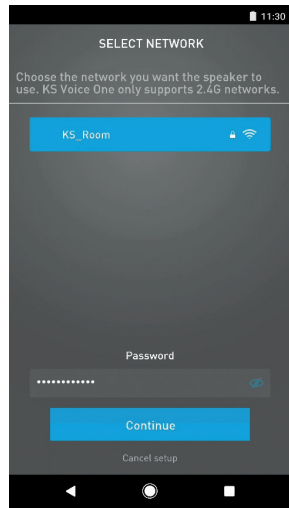 11:30
SELECT NETWORK
Choose the network you want the speaker to
use. KS Voice One only supports 2.4G networks.
KS_Room
Password
••••••••••••
Continue
Cancel setup